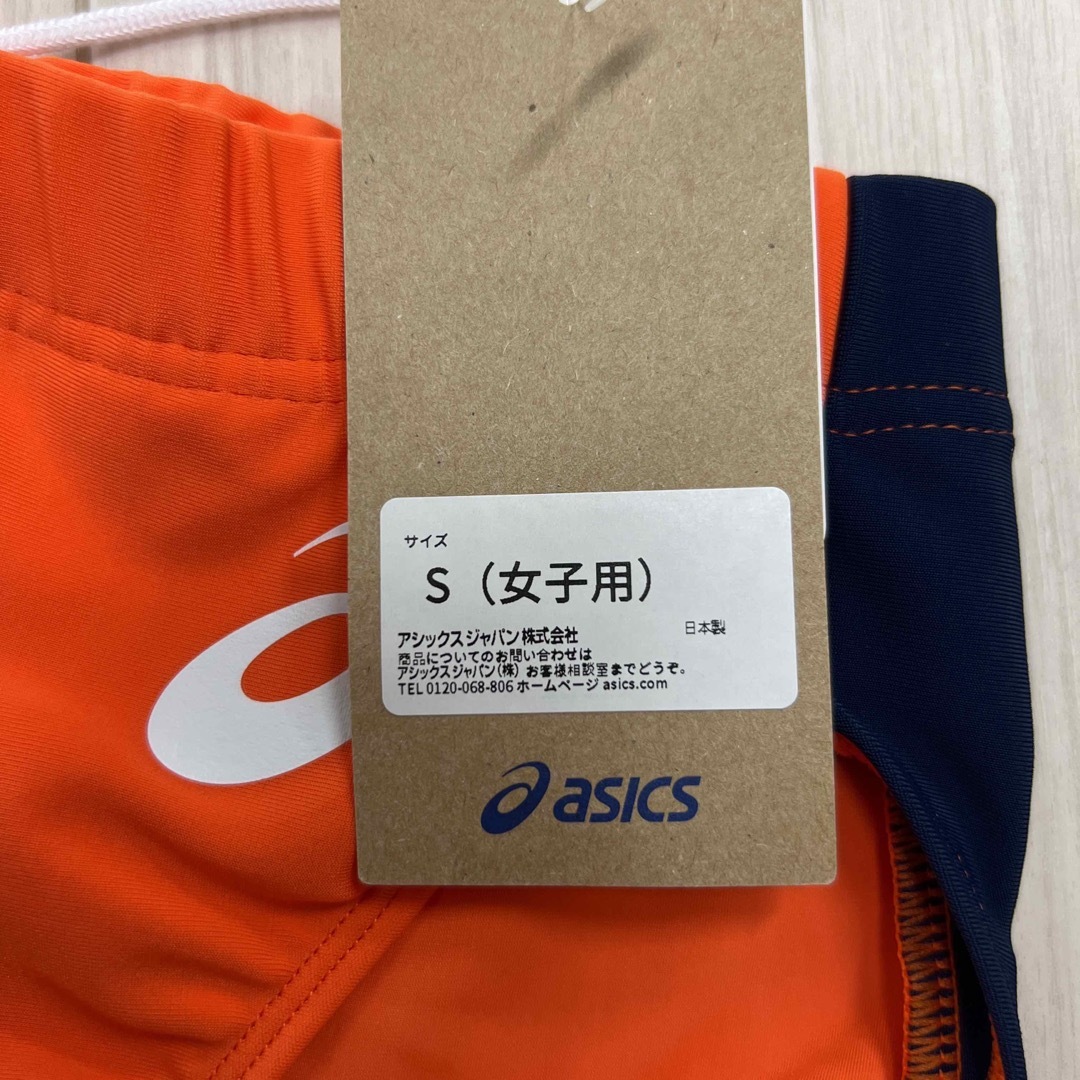 サイズ
S（女子用）
アシックスジャパン株式会社 日本製
商品についてのお問い合わせは
アシックスジャパン(株) お客様相談室までどうぞ。
TEL 0120-068-806 ホームページ asics.com
asics